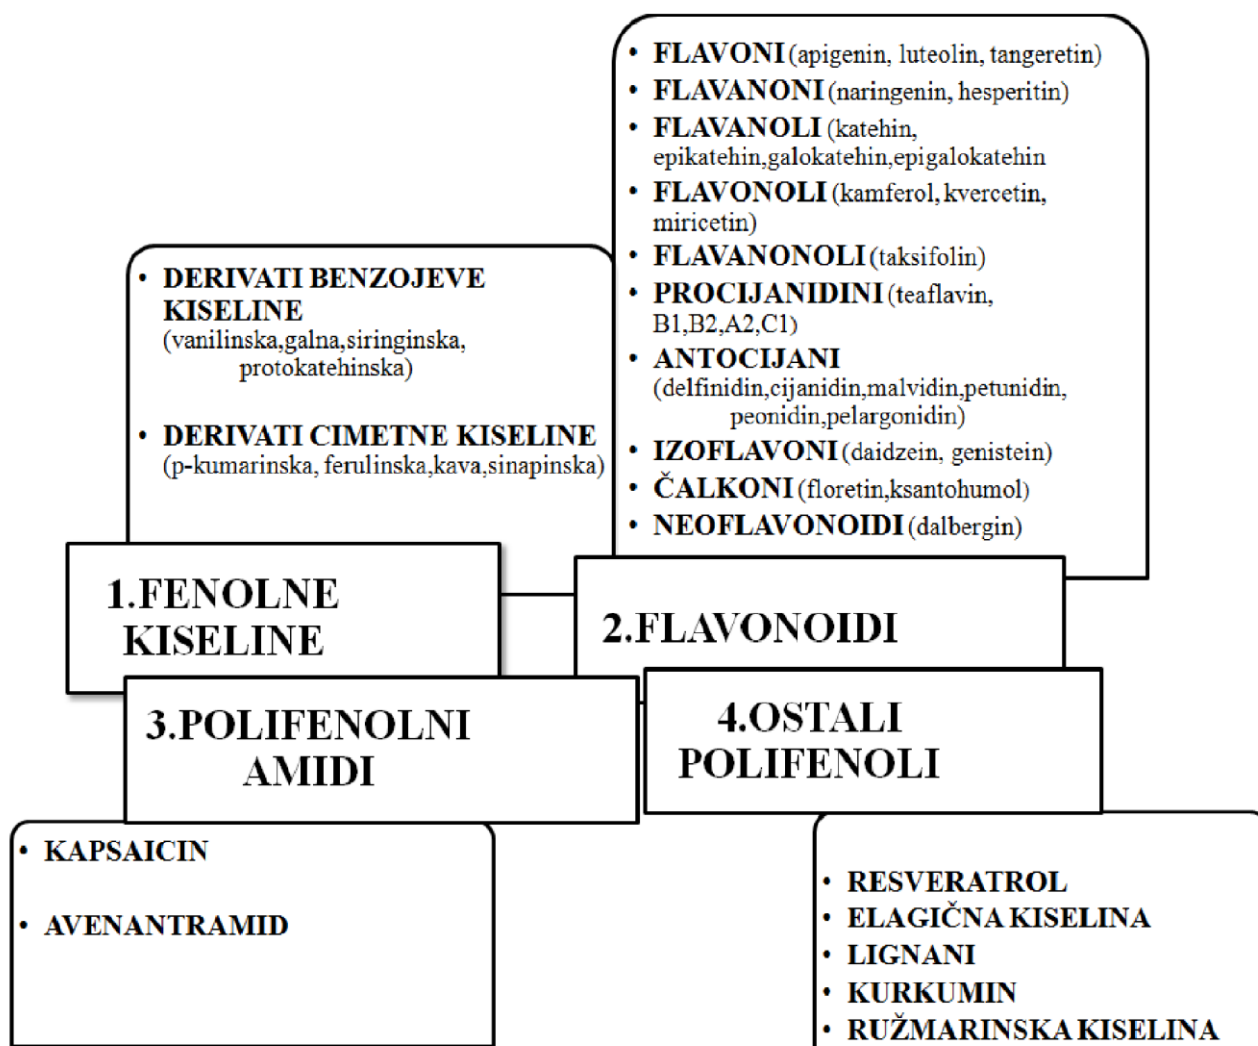 • DERIVATI BENZOJEVE
KISELINE
(vanilinska,galna,siringinska,
protokatehinska)
• DERIVATI CIMETNE KISELINE
(p-kumarinska, ferulinska,kava,sinapinska)
1.FENOLNE
KISELINE
• FLAVONI (apigenin, luteolin, tangeretin)
• FLAVANONI (naringenin, hesperitin)
• FLAVANOLI (katehin,
epikatehin,galokatehin,epigalokatehin
• FLAVONOLI (kamferol, kvercetin,
miricetin)
• FLAVANONOLI (taksifolin)
• PROCIJANIDINI (teaflavin,
B1,B2,A2,C1)
• ANTOCIJANI
(delfinidin,cijanidin,malvidin,petunidin,
peonidin,pelargonidin)
• IZOFLAVONI (daidzein, genistein)
• ČALKONI (floretin,ksantohumol)
• NEOFLAVONOIDI (dalbergin)
2.FLAVONOIDI
3.POLIFENOLNI
AMIDI
• KAPSAICIN
• AVENANTRAMID
4.OSTALI
POLIFENOLI
• RESVERATROL
• ELAGIČNA KISELINA
• LIGNANI
• KURKUMIN
• RUŽMARINSKA KISELINA